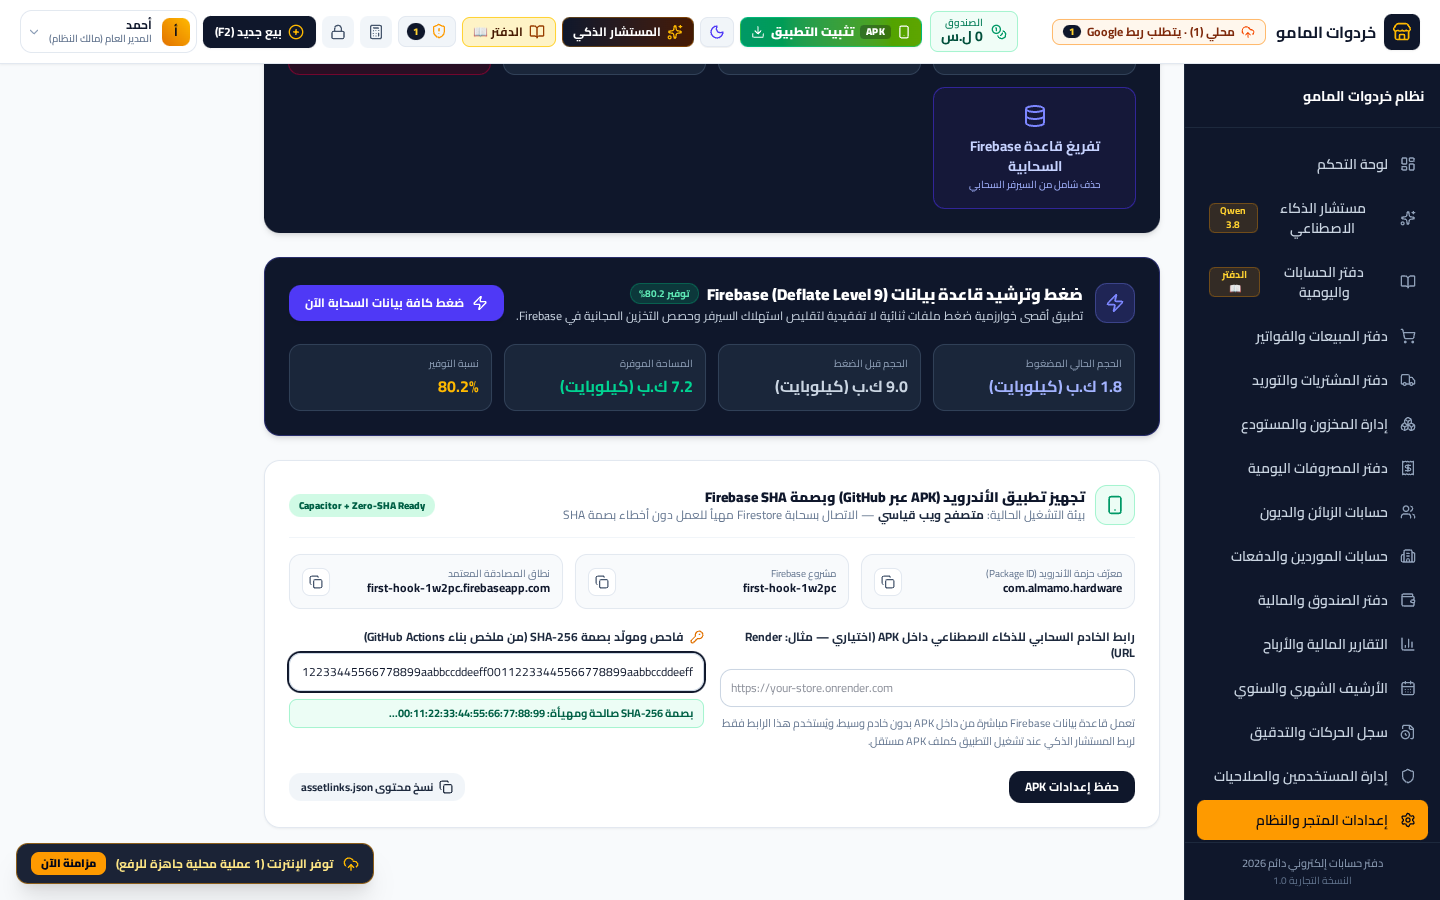 خردوات المامو
محلي (1) · يتطلب ربط Google
1
الصندوق
0 ل.س
APK
تثبيت التطبيق
المستشار الذكي
الدفتر 📖
1
بيع جديد (F2)
أ
أحمد
المدير العام (مالك النظام)
نظام خردوات المامو
لوحة التحكم
مستشار الذكاء
الاصطناعي
Qwen
3.8
دفتر الحسابات
واليومية
الدفتر
📖
دفتر المبيعات والفواتير
دفتر المشتريات والتوريد
إدارة المخزون والمستودع
دفتر المصروفات اليومية
حسابات الزبائن والديون
حسابات الموردين والدفعات
دفتر الصندوق والمالية
التقارير المالية والأرباح
الأرشيف الشهري والسنوي
سجل الحركات والتدقيق
إدارة المستخدمين والصلاحيات
إعدادات المتجر والنظام
دفتر حسابات إلكتروني دائم 2026
النسخة التجارية 1.0
تفريغ قاعدة Firebase
السحابية
حذف شامل من السيرفر السحابي
ضغط وترشيد قاعدة بيانات Firebase (Deflate Level 9)
توفير 80.2%
تطبيق أقصى خوارزمية ضغط ملفات ثنائية لا تفقيدية لتقليص استهلاك السيرفر وحصص التخزين المجانية في Firebase.
ضغط كافة بيانات السحابة الآن
الحجم الحالي المضغوط
1.8 ك.ب (كيلوبايت)
الحجم قبل الضغط
9.0 ك.ب (كيلوبايت)
المساحة الموفرة
7.2 ك.ب (كيلوبايت)
نسبة التوفير
80.2%
تجهيز تطبيق الأندرويد (APK عبر GitHub) وبصمة Firebase SHA
بيئة التشغيل الحالية: متصفح ويب قياسي — الاتصال بسحابة Firestore مهيأ للعمل دون أخطاء بصمة SHA
Capacitor + Zero-SHA Ready
معرّف حزمة الأندرويد (Package ID)
com.almamo.hardware
مشروع Firebase
first-hook-1w2pc
نطاق المصادقة المعتمد
first-hook-1w2pc.firebaseapp.com
رابط الخادم السحابي للذكاء الاصطناعي داخل APK (اختياري — مثال: Render
URL)
https://your-store.onrender.com
تعمل قاعدة بيانات Firebase مباشرة من داخل APK بدون خادم وسيط، ويُستخدم هذا الرابط فقط
لربط المستشار الذكي عند تشغيل التطبيق كملف APK مستقل.
فاحص ومولّد بصمة SHA-256 (من ملخص بناء GitHub Actions)
12233445566778899aabbccddeeff00112233445566778899aabbccddeeff
بصمة SHA-256 صالحة ومهيأة: 00:11:22:33:44:55:66:77:88:99...
حفظ إعدادات APK
نسخ محتوى assetlinks.json
توفر الإنترنت (1 عملية محلية جاهزة للرفع)
مزامنة الآن